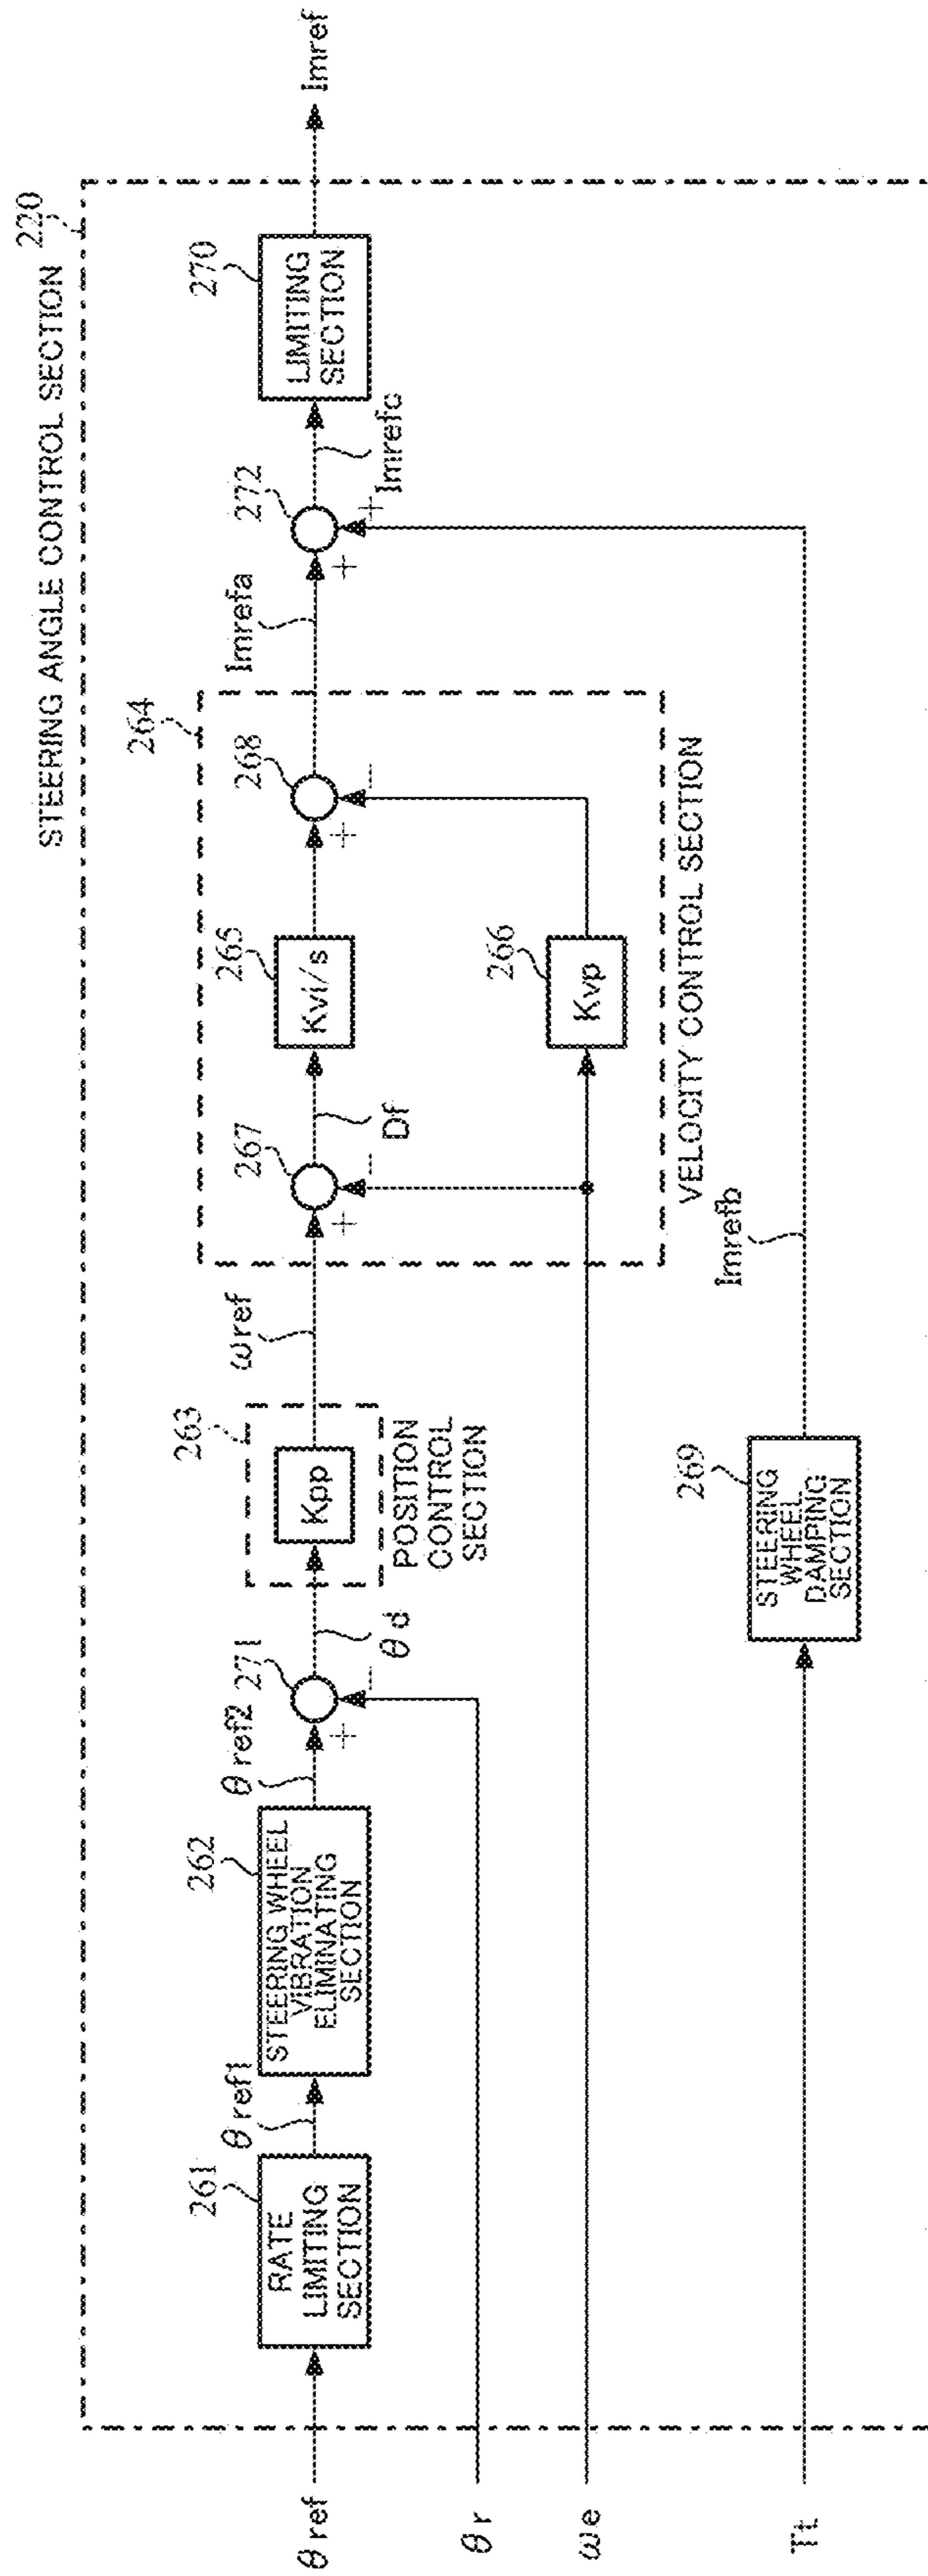 STEERING ANGLE CONTROL SECTION 220
θref
261
RATE
LIMITING
SECTION
θref1
262
STEERING WHEEL
VIBRATION
ELIMINATING
SECTION
θref2
271
+
−
θd
263
Kpp
POSITION
CONTROL
SECTION
ωref
264
267
+
−
Df
265
Kvi/s
268
+
−
266
Kvp
VELOCITY CONTROL SECTION
Imrefa
272
+
+
Imrefc
270
LIMITING
SECTION
Imref
θr
ωe
Tt
269
STEERING
WHEEL
DAMPING
SECTION
Imrefb